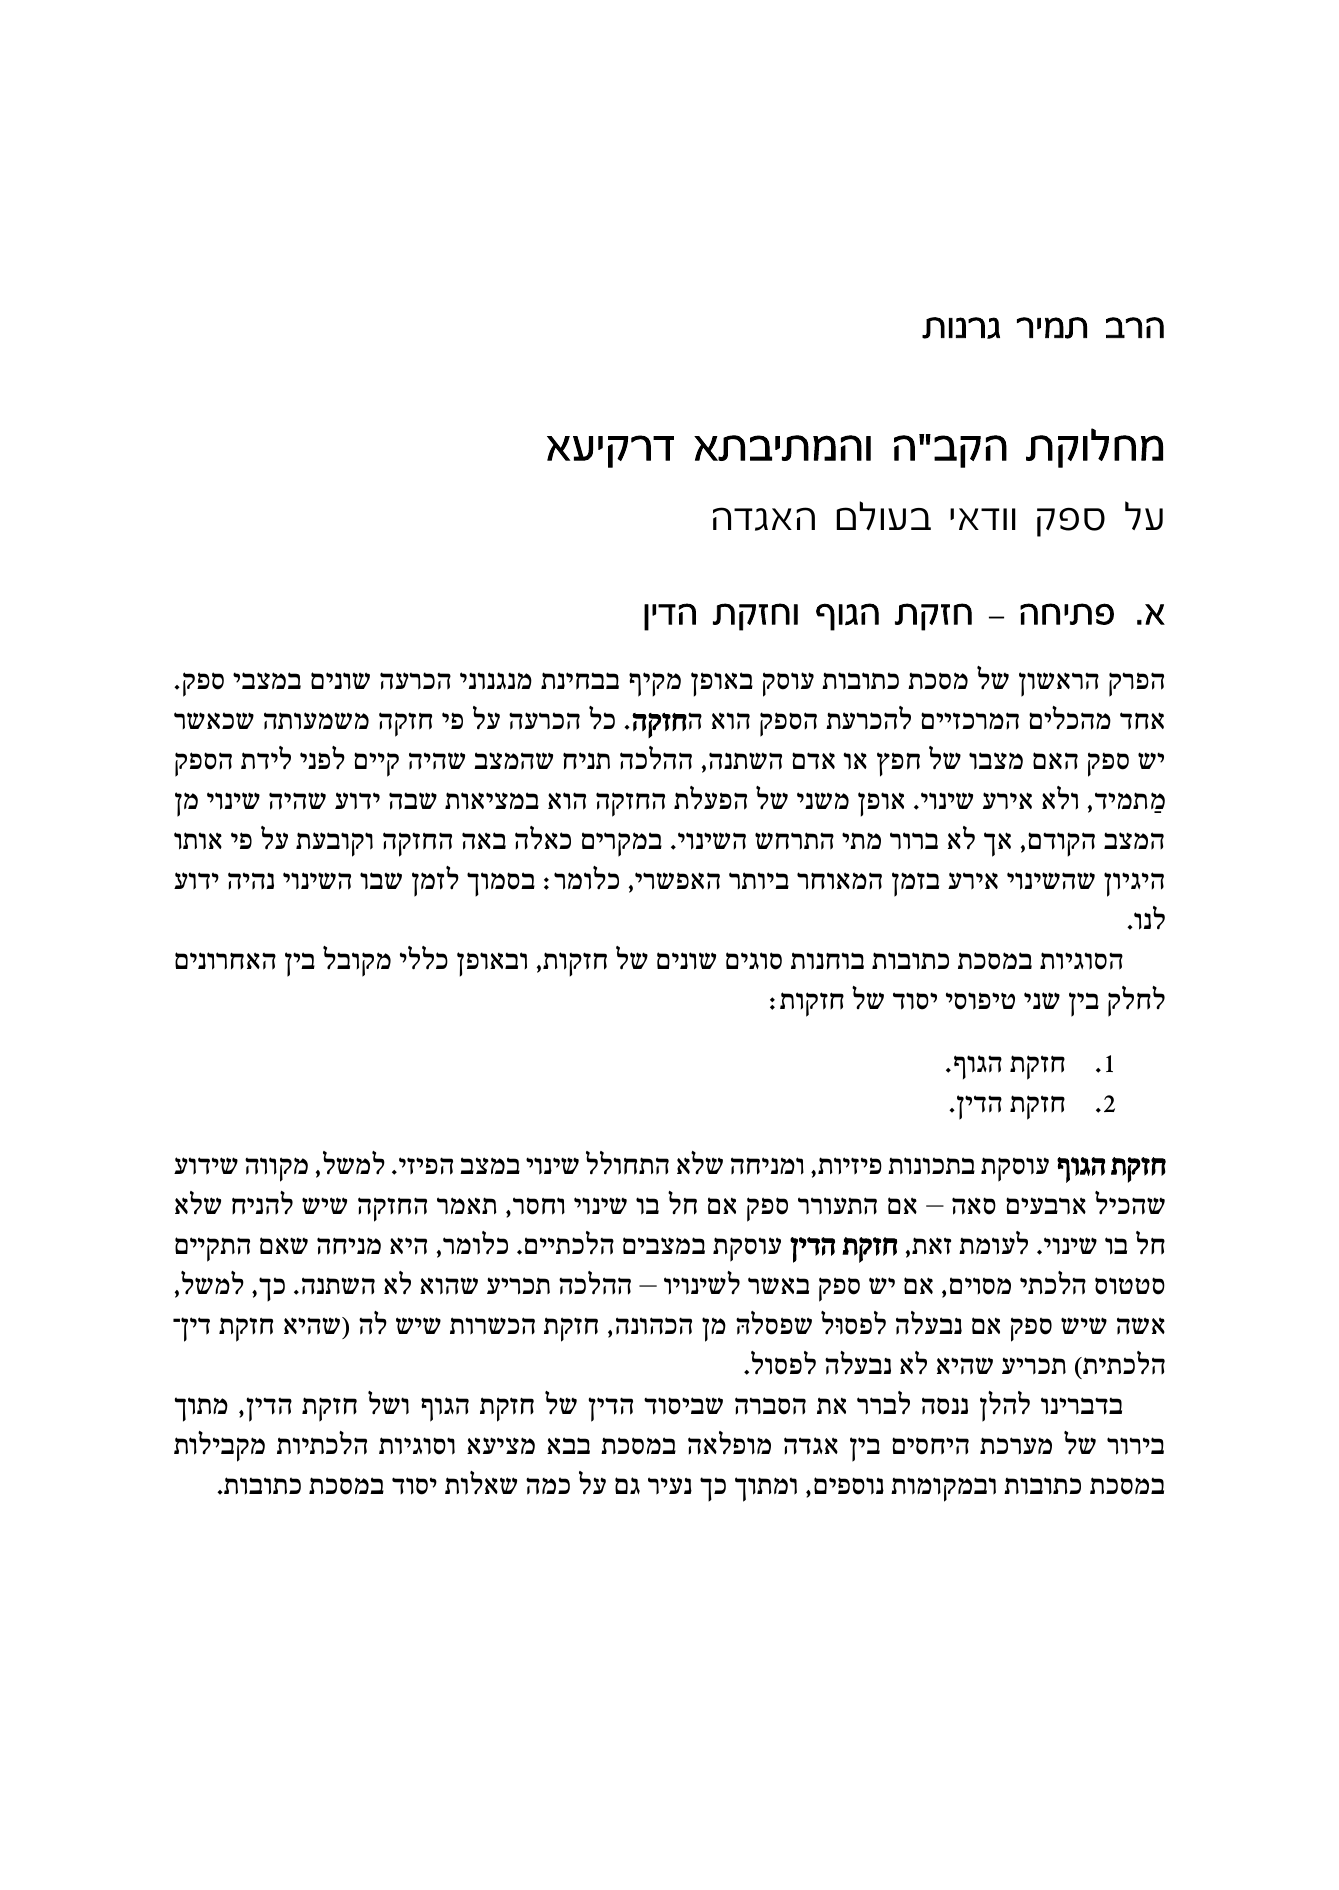 הרב תמיר גרנות
מחלוקת הקב"ה והמתיבתא דרקיעא
על ספק וודאי בעולם האגדה
א. פתיחה – חזקת הגוף וחזקת הדין
הפרק הראשון של מסכת כתובות עוסק באופן מקיף בבחינת מנגנוני הכרעה שונים במצבי ספק.
אחד מהכלים המרכזיים להכרעת הספק הוא החזקה. כל הכרעה על פי חזקה משמעותה שכאשר
יש ספק האם מצבו של חפץ או אדם השתנה, ההלכה תניח שהמצב שהיה קיים לפני לידת הספק
מַתמיד, ולא אירע שינוי. אופן משני של הפעלת החזקה הוא במציאות שבה ידוע שהיה שינוי מן
המצב הקודם, אך לא ברור מתי התרחש השינוי. במקרים כאלה באה החזקה וקובעת על פי אותו
היגיון שהשינוי אירע בזמן המאוחר ביותר האפשרי, כלומר: בסמוך לזמן שבו השינוי נהיה ידוע
לנו.
הסוגיות במסכת כתובות בוחנות סוגים שונים של חזקות, ובאופן כללי מקובל בין האחרונים
לחלק בין שני טיפוסי יסוד של חזקות:
1. חזקת הגוף.
2. חזקת הדין.
חזקת הגוף עוסקת בתכונות פיזיות, ומניחה שלא התחולל שינוי במצב הפיזי. למשל, מקווה שידוע
שהכיל ארבעים סאה – אם התעורר ספק אם חל בו שינוי וחסר, תאמר החזקה שיש להניח שלא
חל בו שינוי. לעומת זאת, חזקת הדין עוסקת במצבים הלכתיים. כלומר, היא מניחה שאם התקיים
סטטוס הלכתי מסוים, אם יש ספק באשר לשינויו – ההלכה תכריע שהוא לא השתנה. כך, למשל,
אשה שיש ספק אם נבעלה לפסוּל שפסלהּ מן הכהונה, חזקת הכשרות שיש לה (שהיא חזקת דין־
הלכתית) תכריע שהיא לא נבעלה לפסול.
בדברינו להלן ננסה לברר את הסברה שביסוד הדין של חזקת הגוף ושל חזקת הדין, מתוך
בירור של מערכת היחסים בין אגדה מופלאה במסכת בבא מציעא וסוגיות הלכתיות מקבילות
במסכת כתובות ובמקומות נוספים, ומתוך כך נעיר גם על כמה שאלות יסוד במסכת כתובות.